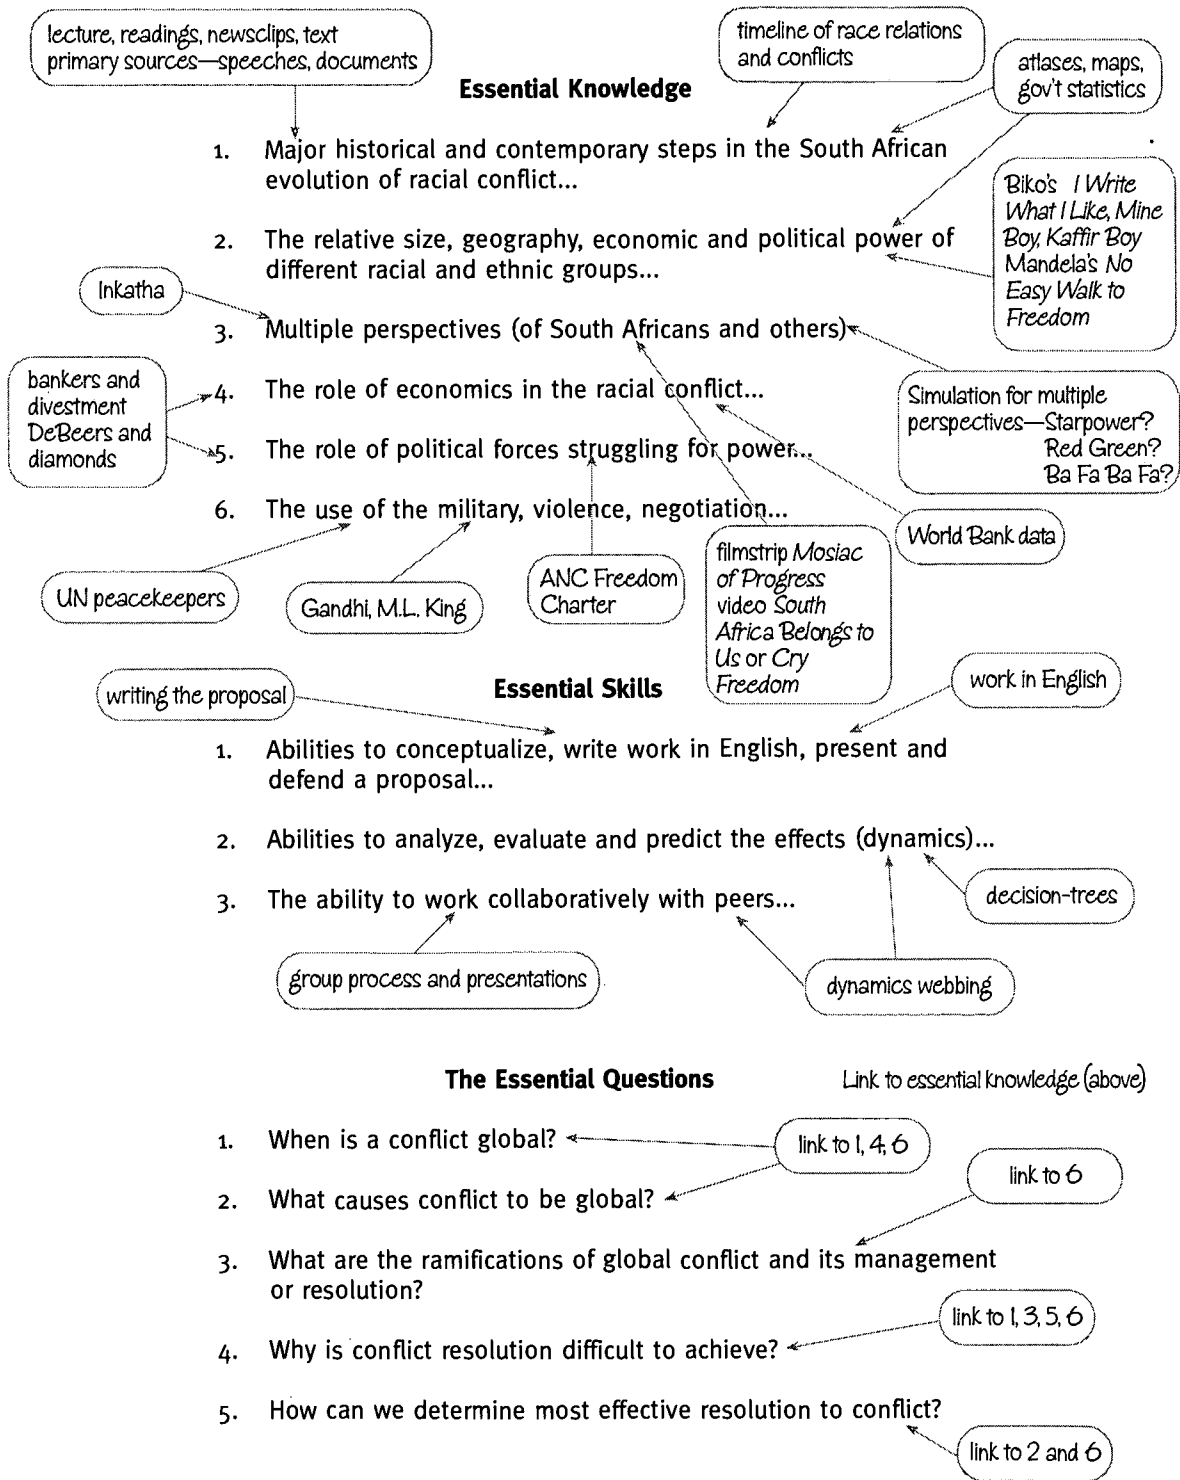 lecture, readings, newsclips, text
primary sources—speeches, documents
timeline of race relations
and conflicts
atlases, maps,
gov't statistics
Essential Knowledge
1. Major historical and contemporary steps in the South African
evolution of racial conflict...
Biko's I Write
What I Like, Mine
Boy, Kaffir Boy
Mandela's No
Easy Walk to
Freedom
2. The relative size, geography, economic and political power of
different racial and ethnic groups...
Inkatha
3. Multiple perspectives (of South Africans and others)
bankers and
divestment
DeBeers and
diamonds
4. The role of economics in the racial conflict...
Simulation for multiple
perspectives—Starpower?
Red Green?
Ba Fa Ba Fa?
5. The role of political forces struggling for power...
6. The use of the military, violence, negotiation...
World Bank data
UN peacekeepers
Gandhi, M.L. King
ANC Freedom
Charter
filmstrip Mosiac
of Progress
video South
Africa Belongs to
Us or Cry
Freedom
writing the proposal
Essential Skills
work in English
1. Abilities to conceptualize, write work in English, present and
defend a proposal...
2. Abilities to analyze, evaluate and predict the effects (dynamics)...
decision-trees
3. The ability to work collaboratively with peers...
group process and presentations
dynamics webbing
The Essential Questions
Link to essential knowledge (above)
1. When is a conflict global?
link to 1, 4, 6
link to 6
2. What causes conflict to be global?
3. What are the ramifications of global conflict and its management
or resolution?
link to 1, 3, 5, 6
4. Why is conflict resolution difficult to achieve?
5. How can we determine most effective resolution to conflict?
link to 2 and 6